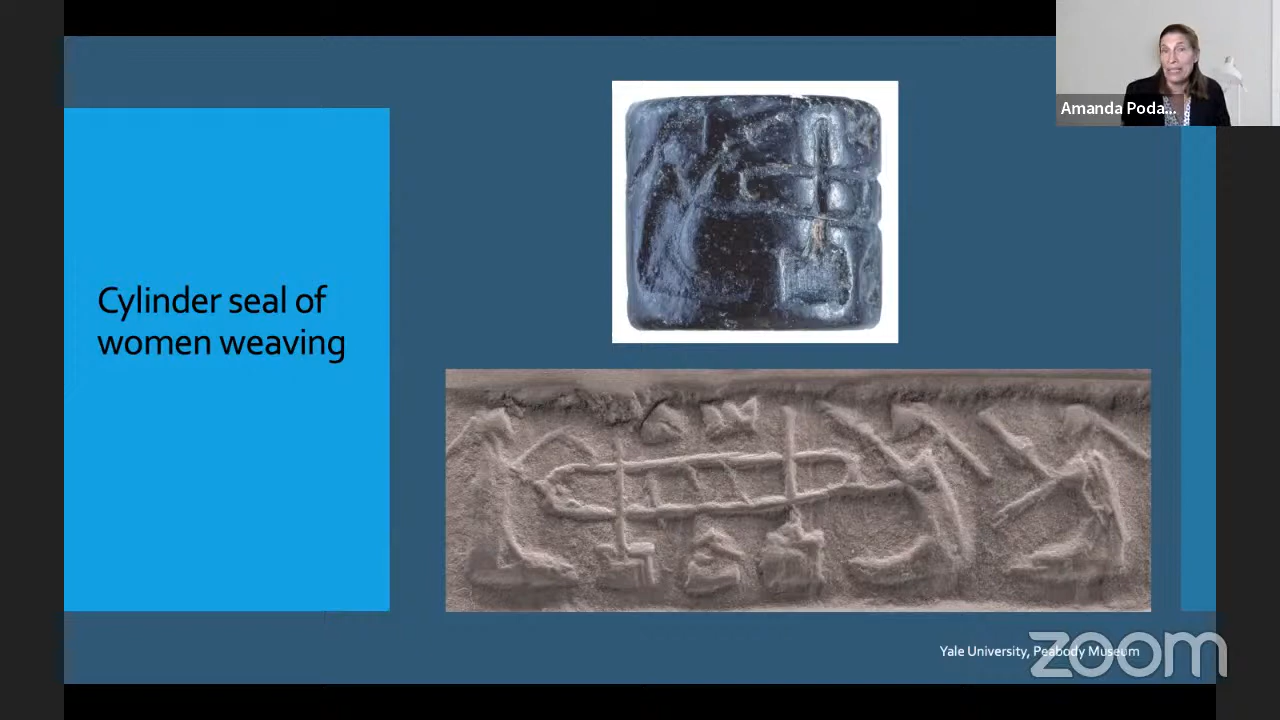 Amanda Poda...
Cylinder seal of
women weaving
Yale University, Peabody Museum
zoom